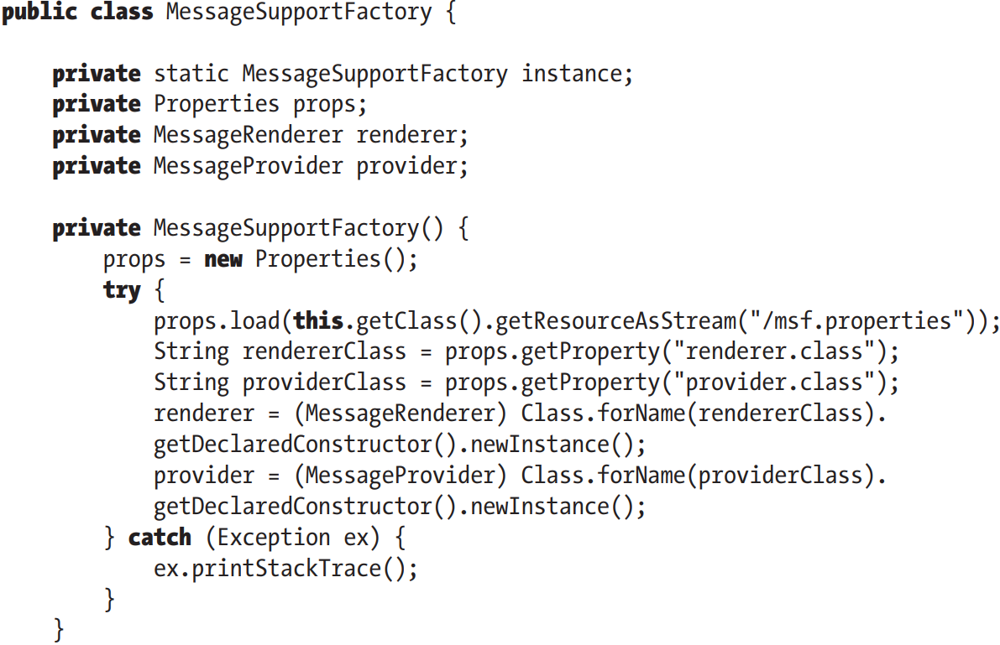 public class MessageSupportFactory {
private static MessageSupportFactory instance;
private Properties props;
private MessageRenderer renderer;
private MessageProvider provider;
private MessageSupportFactory() {
props = new Properties();
try {
props.load(this.getClass().getResourceAsStream("/msf.properties"));
String rendererClass = props.getProperty("renderer.class");
String providerClass = props.getProperty("provider.class");
renderer = (MessageRenderer) Class.forName(rendererClass).
getDeclaredConstructor().newInstance();
provider = (MessageProvider) Class.forName(providerClass).
getDeclaredConstructor().newInstance();
} catch (Exception ex) {
ex.printStackTrace();
}
}